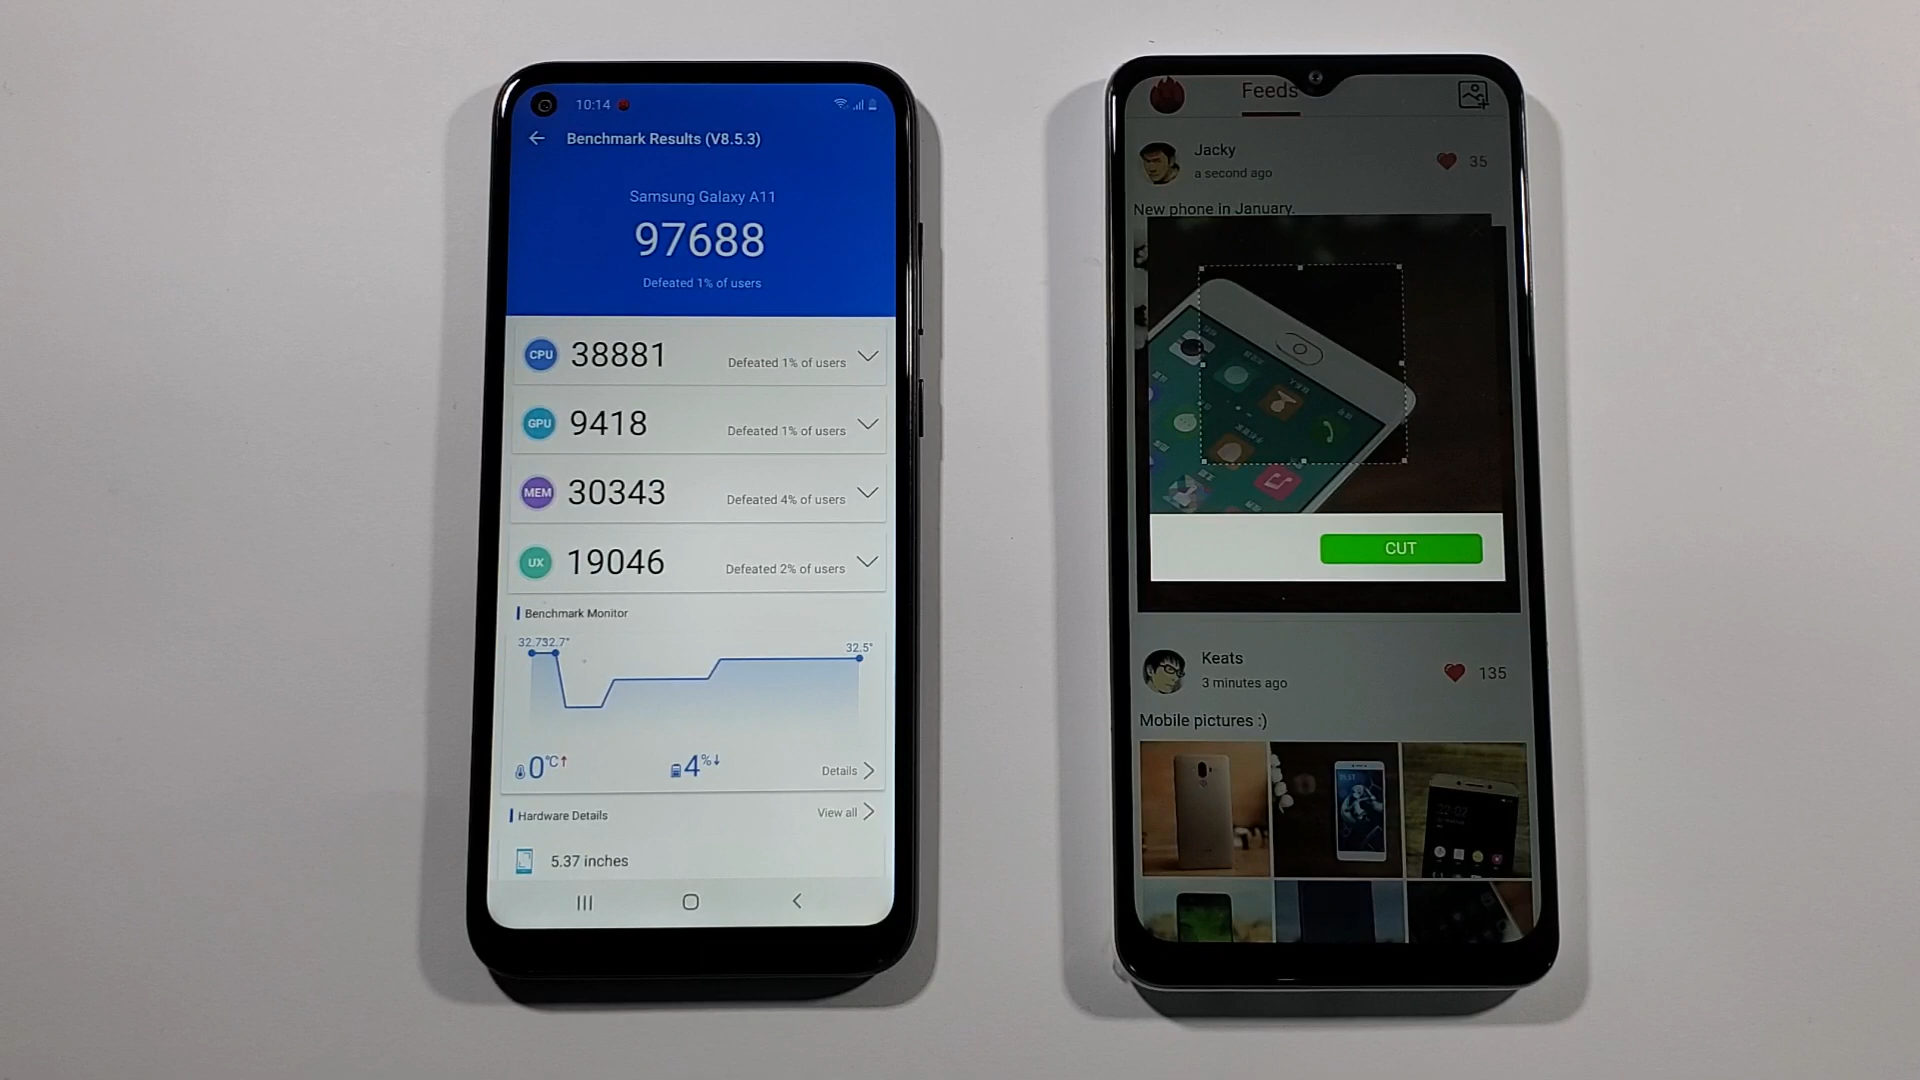 10:14
Benchmark Results (V8.5.3)
Samsung Galaxy A11
97688
Defeated 1% of users
CPU 38881 Defeated 1% of users
GPU 9418 Defeated 1% of users
MEM 30343 Defeated 4% of users
UX 19046 Defeated 2% of users
Benchmark Monitor
32.7°32.7° 32.5°
0°C↑ 4%↓ Details
Hardware Details View all
5.37 inches
Feeds
Jacky
35
a second ago
New phone in January.
CUT
Keats
135
3 minutes ago
Mobile pictures :)